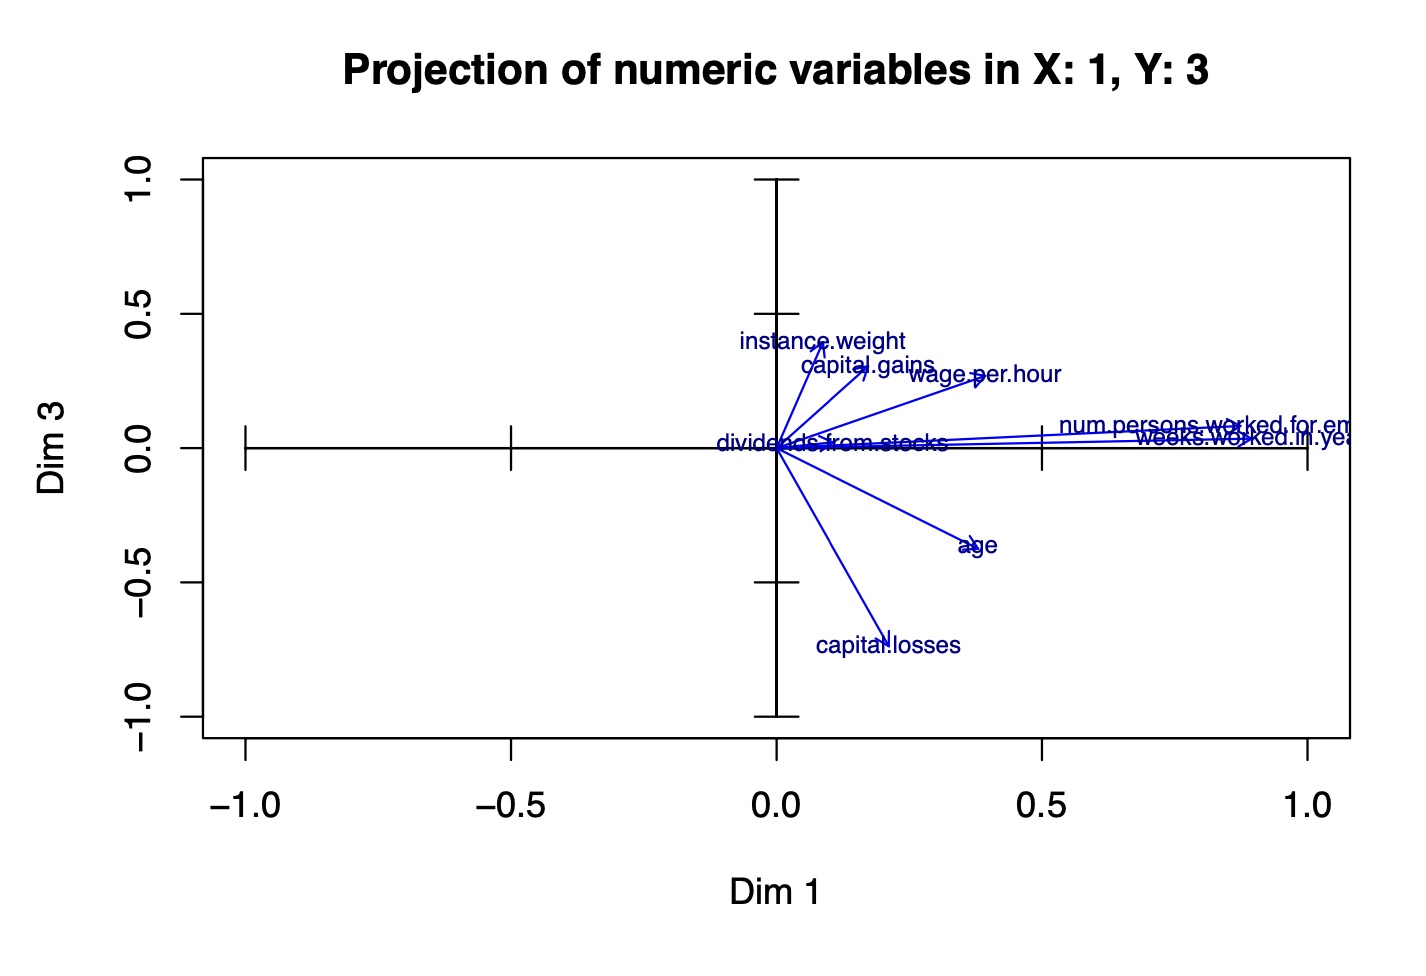 Projection of numeric variables in X: 1, Y: 3
1.0
0.5
0.0
−0.5
−1.0
Dim 3
instance.weight
capital.gains
wage.per.hour
num.persons.worked.for.em
weeks.worked.in.yea
dividends.from.stocks
age
capital.losses
−1.0
−0.5
0.0
0.5
1.0
Dim 1